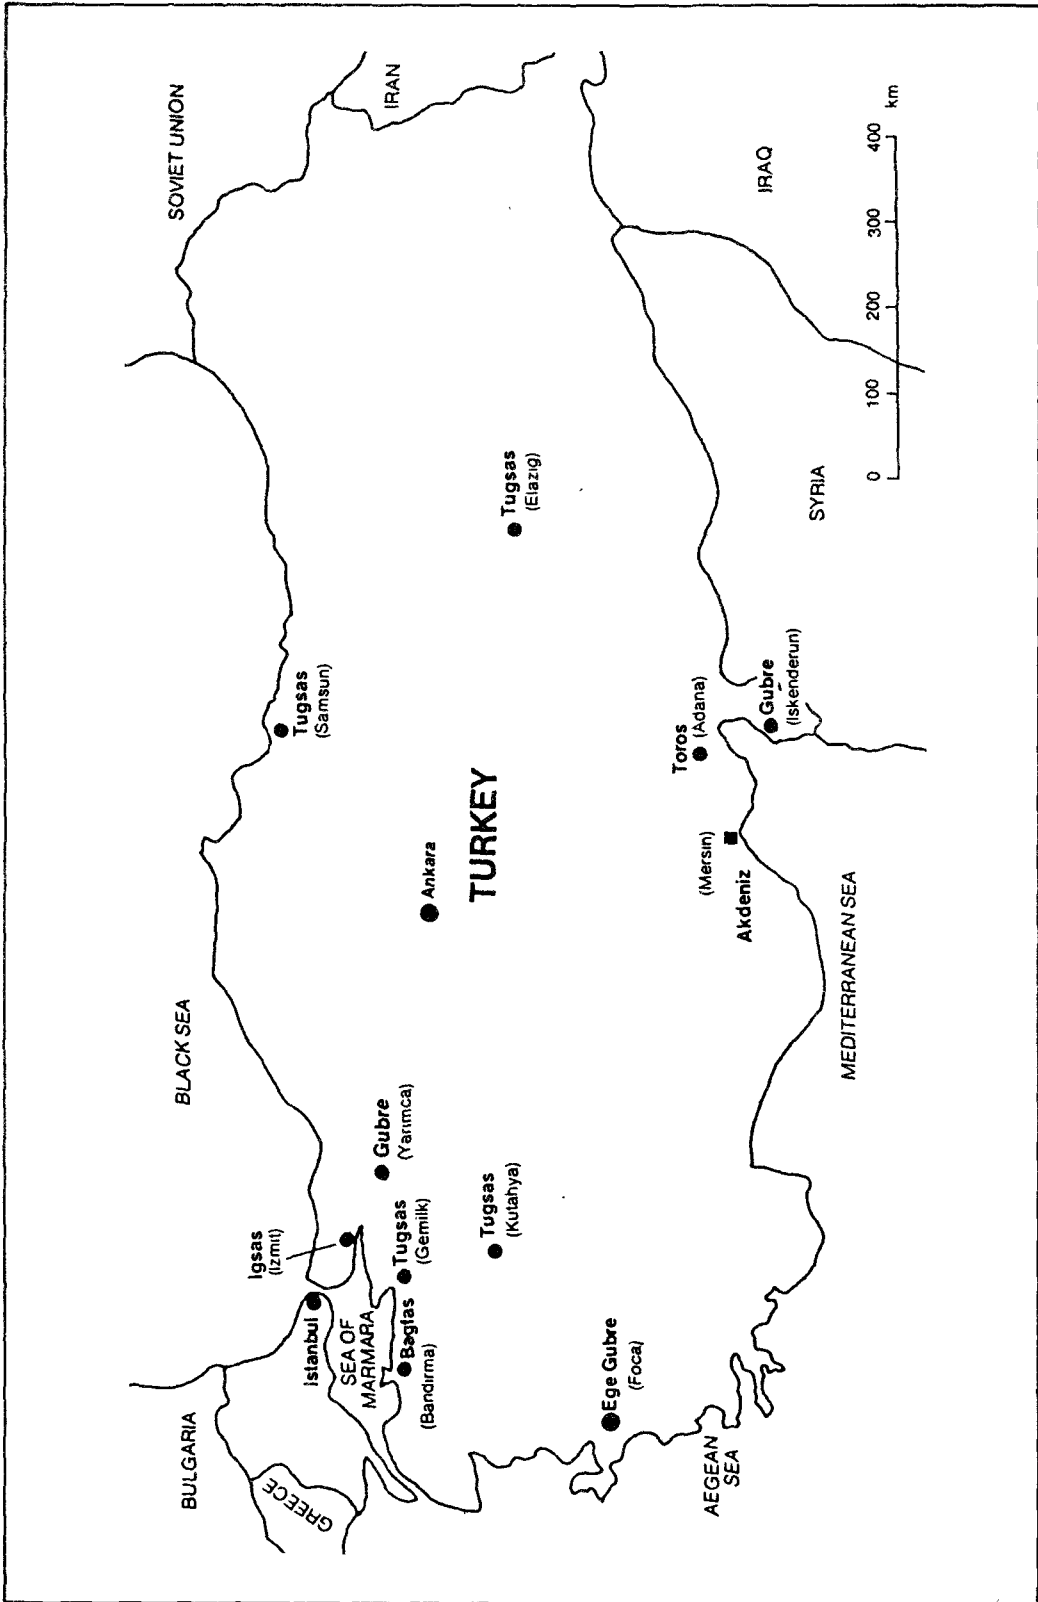 BULGARIA
GREECE
BLACK SEA
SOVIET UNION
IRAN
Istanbul
Igsas
(Izmit)
SEA OF
MARMARA
Bagfas
(Bandırma)
Tugsas
(Gemlik)
Gubre
(Yarımca)
Tugsas
(Samsun)
Ankara
TURKEY
Tugsas
(Kutahya)
Tugsas
(Elazıg)
Ege Gubre
(Foca)
AEGEAN
SEA
(Mersin)
Akdeniz
Toros
(Adana)
Gubre
(Iskenderun)
MEDITERRANEAN SEA
SYRIA
IRAQ
0 100 200 300 400
km